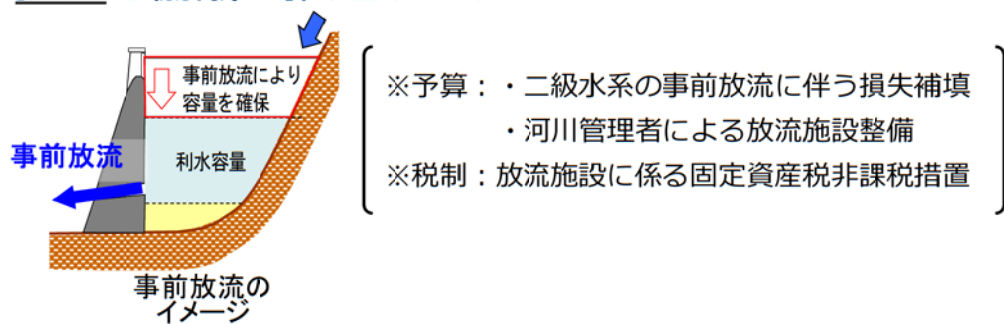 事前放流により
容量を確保
利水容量
事前放流
事前放流の
イメージ
※予算：・二級水系の事前放流に伴う損失補填
・河川管理者による放流施設整備
※税制：放流施設に係る固定資産税非課税措置